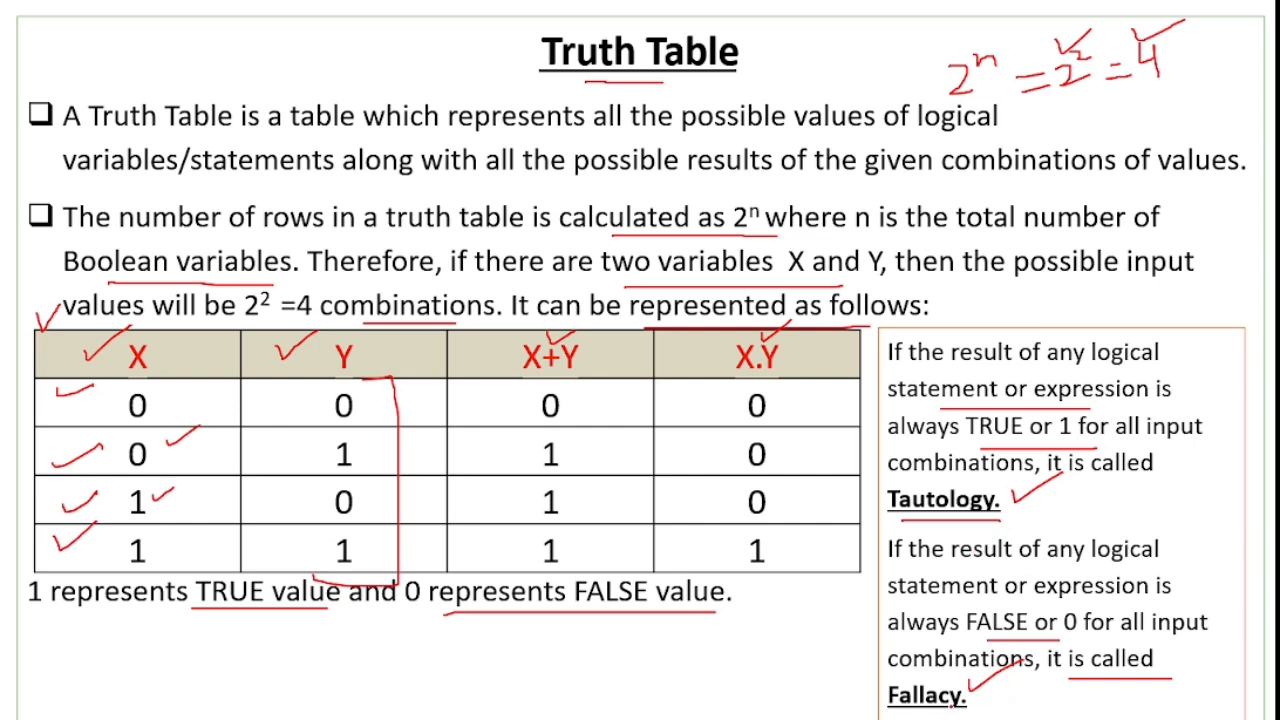 Truth Table
2ⁿ = 2² = 4
❑ A Truth Table is a table which represents all the possible values of logical
variables/statements along with all the possible results of the given combinations of values.
❑ The number of rows in a truth table is calculated as 2ⁿ where n is the total number of
Boolean variables. Therefore, if there are two variables X and Y, then the possible input
values will be 2² =4 combinations. It can be represented as follows:
X Y X+Y X.Y
0 0 0 0
0 1 1 0
1 0 1 0
1 1 1 1
1 represents TRUE value and 0 represents FALSE value.
If the result of any logical
statement or expression is
always TRUE or 1 for all input
combinations, it is called
Tautology.
If the result of any logical
statement or expression is
always FALSE or 0 for all input
combinations, it is called
Fallacy.